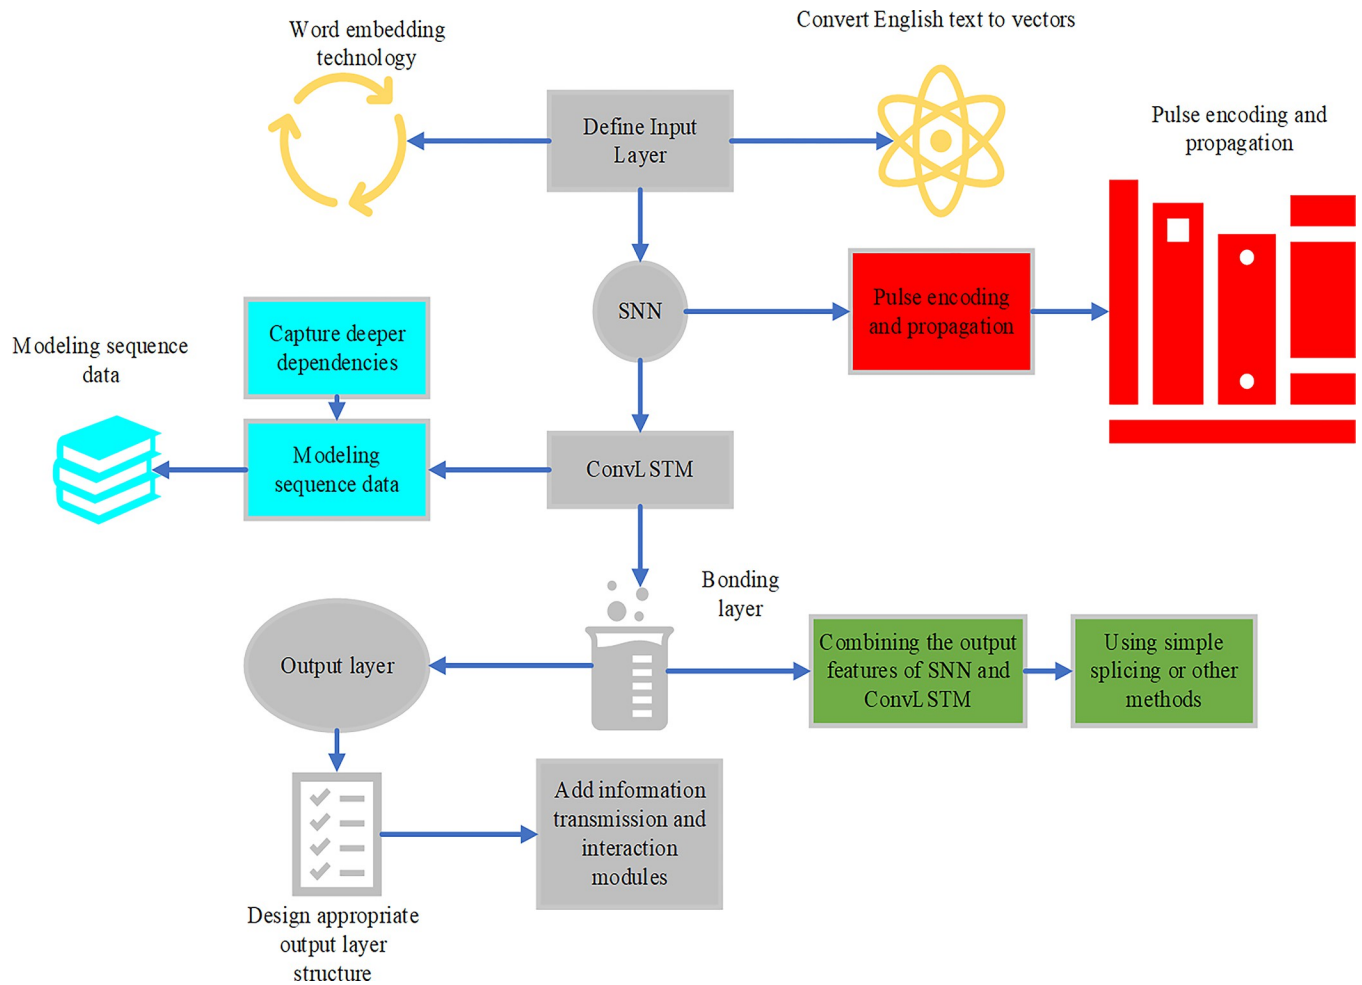 Word embedding
technology
Convert English text to vectors
Define Input
Layer
Pulse encoding and
propagation
SNN
Pulse encoding
and propagation
Capture deeper
dependencies
Modeling sequence
data
Modeling
sequence data
ConvLSTM
Bonding
layer
Output layer
Combining the output
features of SNN and
ConvLSTM
Using simple
splicing or other
methods
Add information
transmission and
interaction
modules
Design appropriate
output layer
structure